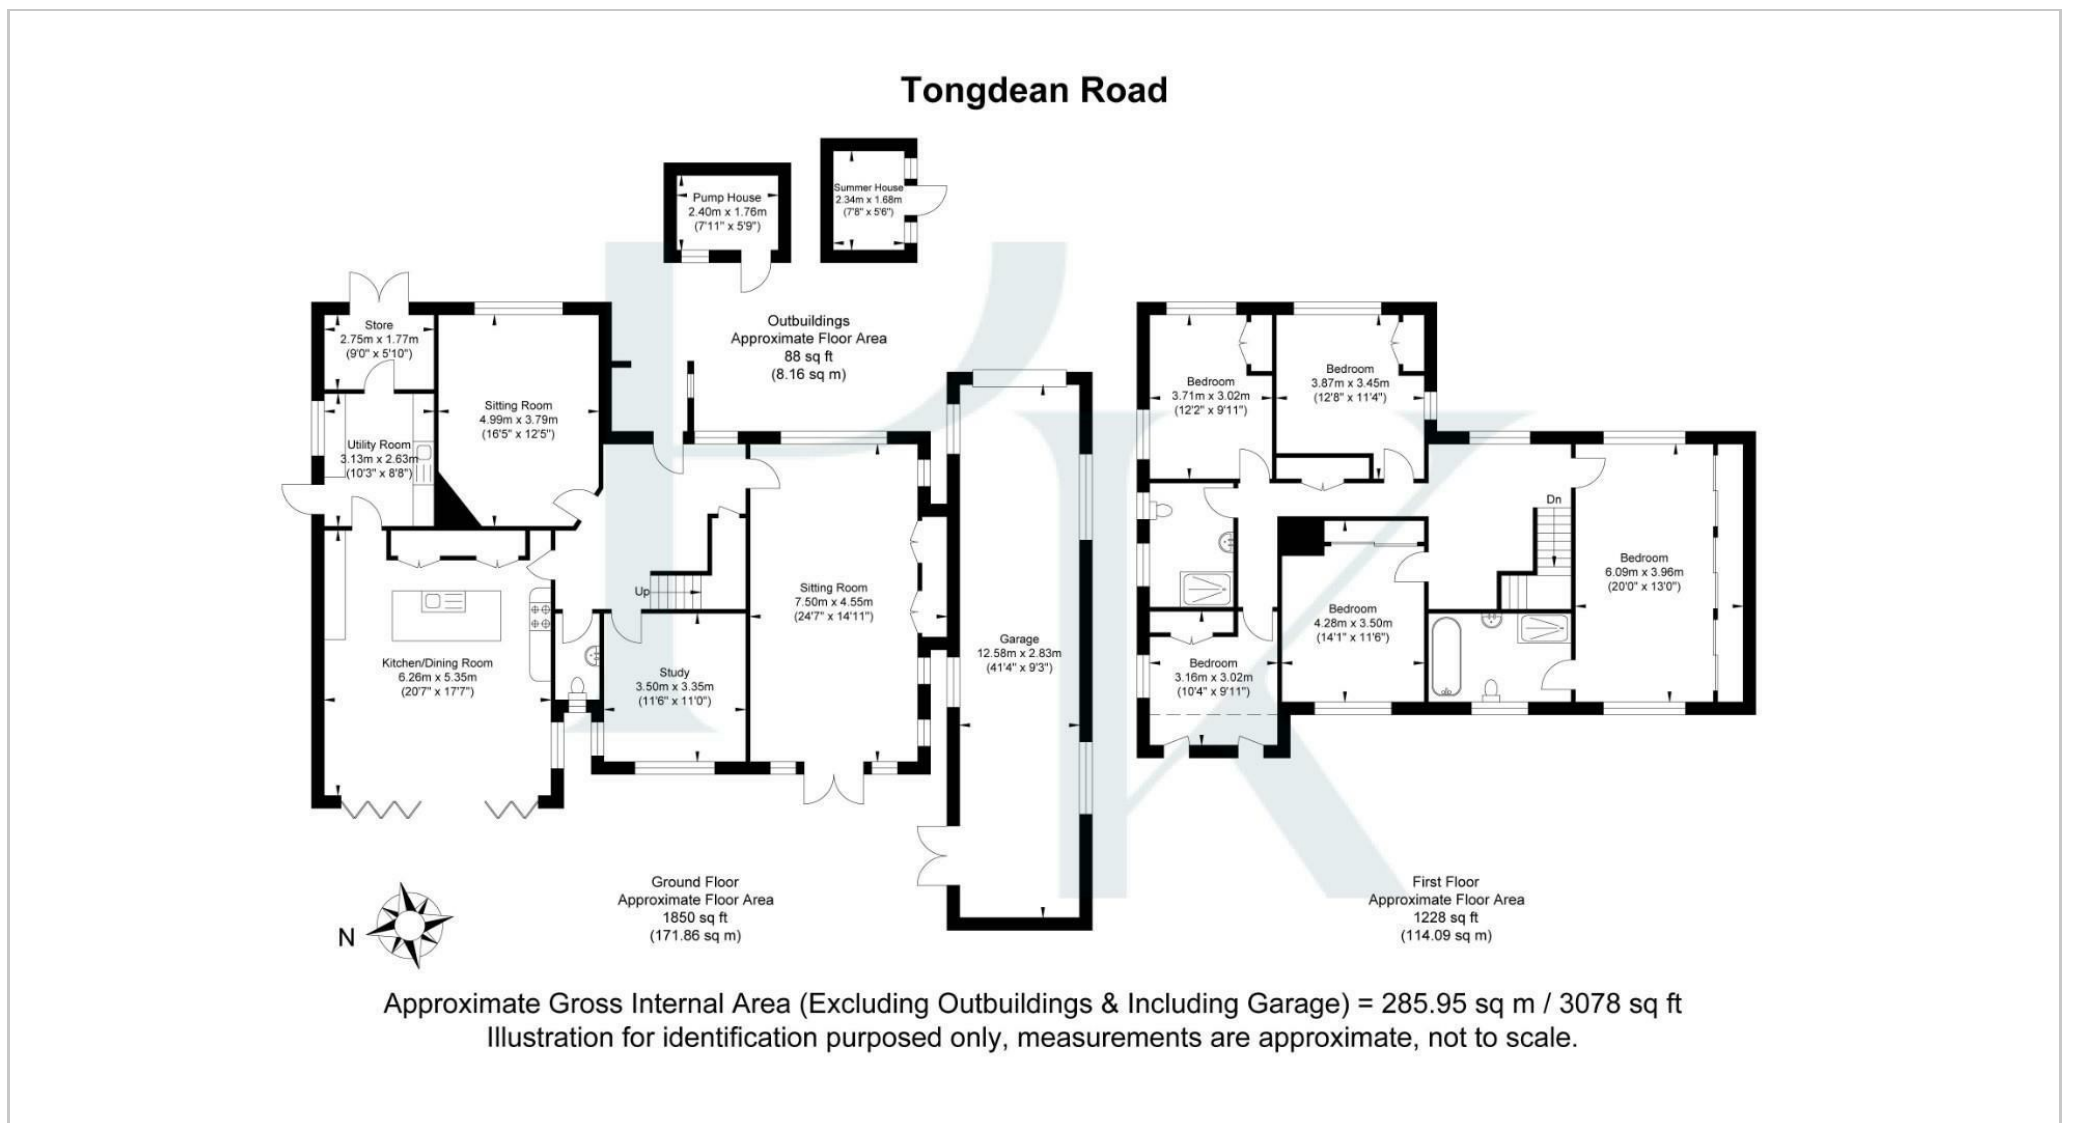 Tongdean Road
Pump House
2.40m x 1.76m
(7'11" x 5'9")
Summer House
2.34m x 1.68m
(7'8" x 5'6")
Outbuildings
Approximate Floor Area
88 sq ft
(8.16 sq m)
Store
2.75m x 1.77m
(9'0" x 5'10")
Sitting Room
4.99m x 3.79m
(16'5" x 12'5")
Utility Room
3.13m x 2.63m
(10'3" x 8'8")
Kitchen/Dining Room
6.26m x 5.35m
(20'7" x 17'7")
Up
Study
3.50m x 3.35m
(11'6" x 11'0")
Sitting Room
7.50m x 4.55m
(24'7" x 14'11")
Garage
12.58m x 2.83m
(41'4" x 9'3")
Bedroom
3.71m x 3.02m
(12'2" x 9'11")
Bedroom
3.87m x 3.45m
(12'8" x 11'4")
Dn
Bedroom
6.09m x 3.96m
(20'0" x 13'0")
Bedroom
4.28m x 3.50m
(14'1" x 11'6")
Bedroom
3.16m x 3.02m
(10'4" x 9'11")
N
Ground Floor
Approximate Floor Area
1850 sq ft
(171.86 sq m)
First Floor
Approximate Floor Area
1228 sq ft
(114.09 sq m)
Approximate Gross Internal Area (Excluding Outbuildings & Including Garage) = 285.95 sq m / 3078 sq ft
Illustration for identification purposed only, measurements are approximate, not to scale.